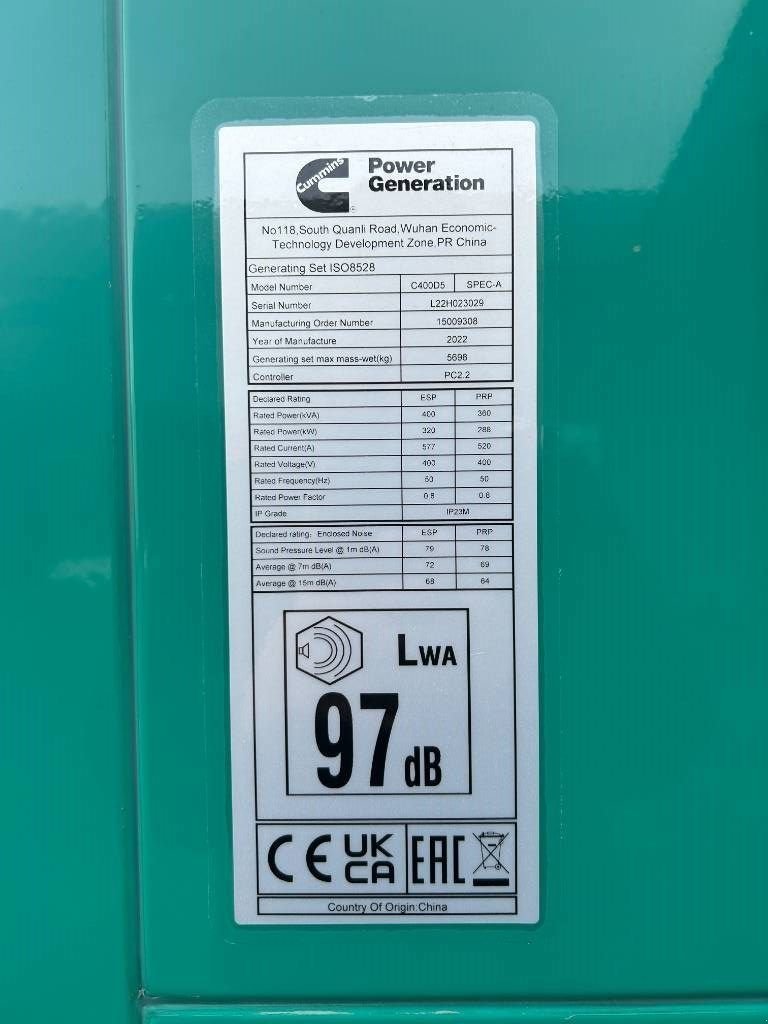 Cummins
Power
Generation
No118,South Quanli Road,Wuhan Economic-
Technology Development Zone,PR China
Generating Set ISO8528
Model Number C400D5 SPEC-A
Serial Number L22H023029
Manufacturing Order Number 15009308
Year of Manufacture 2022
Generating set max mass-wet(kg) 5698
Controller PC2.2
Declared Rating ESP PRP
Rated Power(kVA) 400 360
Rated Power(kW) 320 288
Rated Current(A) 577 520
Rated Voltage(V) 400 400
Rated Frequency(Hz) 50 50
Rated Power Factor 0.8 0.8
IP Grade IP23M
Declared rating: Enclosed Noise ESP PRP
Sound Pressure Level @ 1m dB(A) 79 78
Average @ 7m dB(A) 72 69
Average @ 15m dB(A) 68 64
LWA
97 dB
CE UK CA EAC
Country Of Origin:China